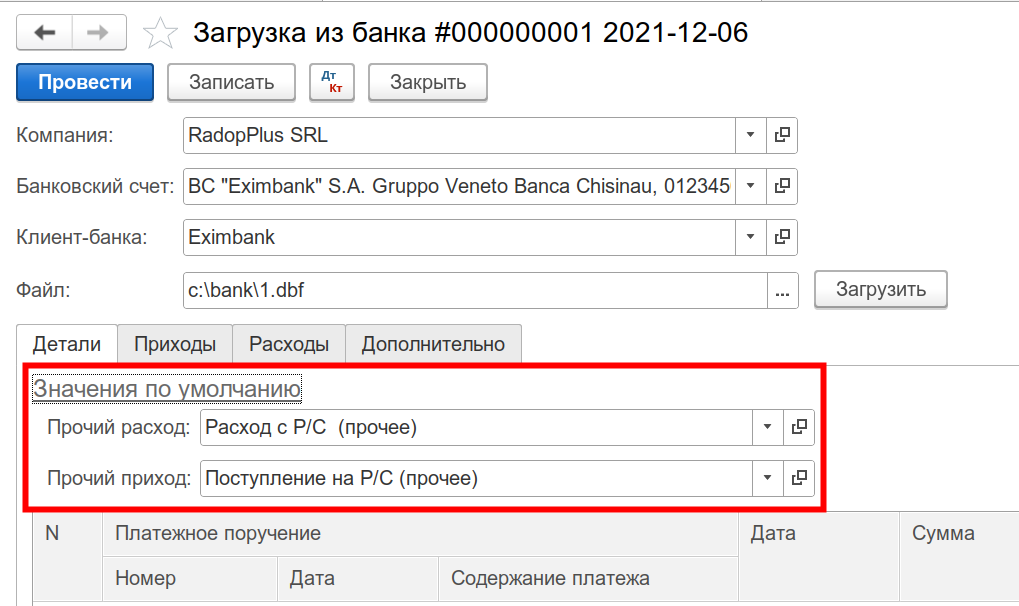 Загрузка из банка #000000001 2021-12-06
Провести Записать Дт Кт Закрыть
Компания: RadopPlus SRL
Банковский счет: BC "Eximbank" S.A. Gruppo Veneto Banca Chisinau, 012345
Клиент-банка: Eximbank
Файл: c:\bank\1.dbf ... Загрузить
Детали Приходы Расходы Дополнительно
Значения по умолчанию
Прочий расход: Расход с Р/С (прочее)
Прочий приход: Поступление на Р/С (прочее)
N Платежное поручение Дата Сумма
Номер Дата Содержание платежа